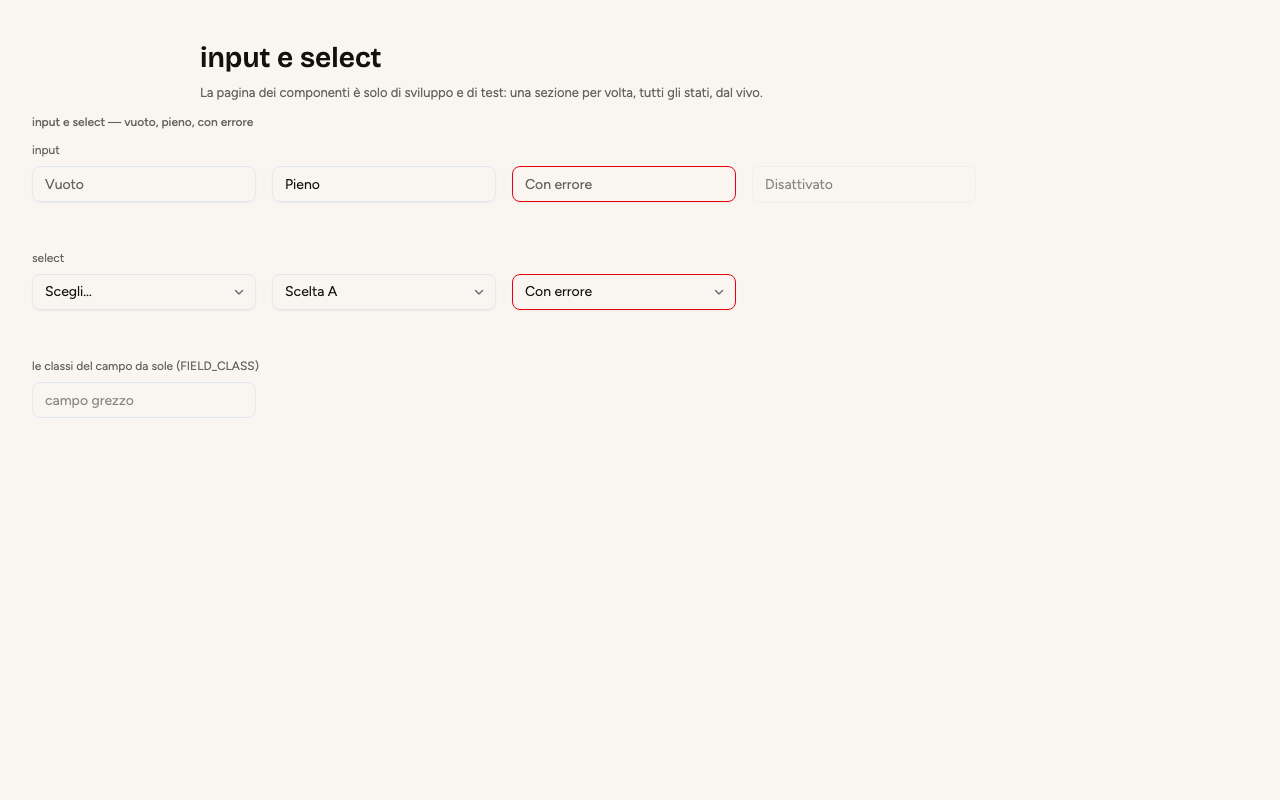 input e select
La pagina dei componenti è solo di sviluppo e di test: una sezione per volta, tutti gli stati, dal vivo.
input e select — vuoto, pieno, con errore
input
Vuoto
Pieno
Con errore
Disattivato
select
Scegli...
Scelta A
Con errore
le classi del campo da sole (FIELD_CLASS)
campo grezzo